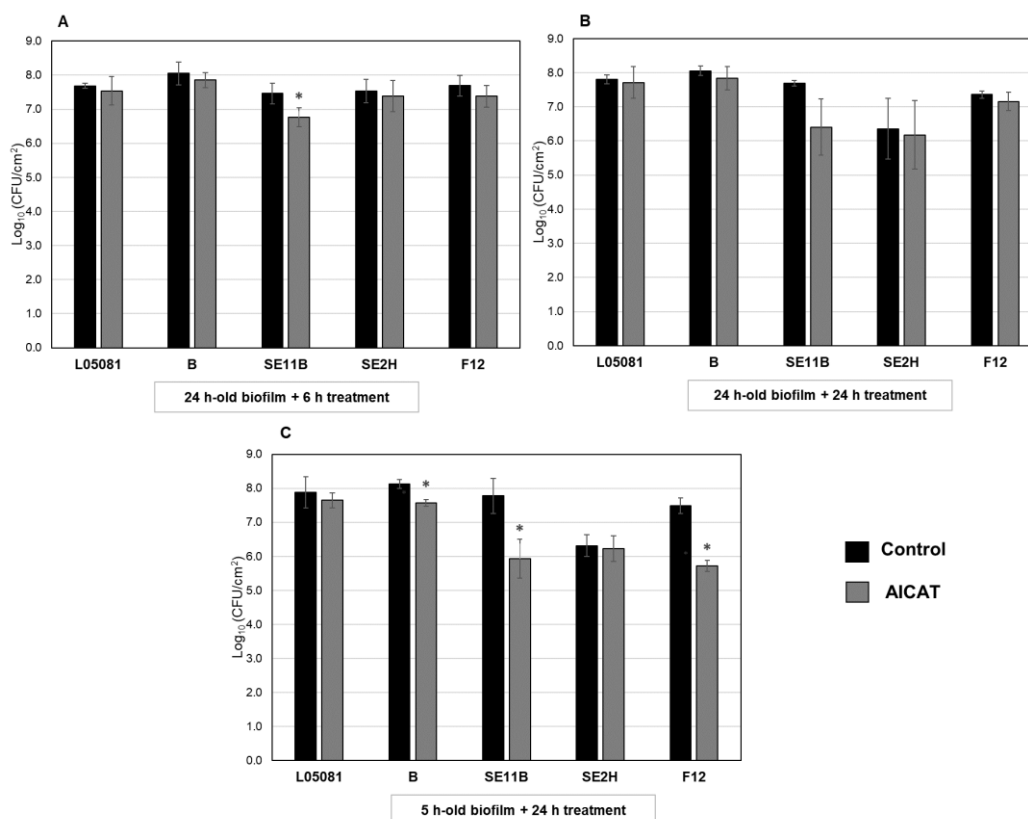 A
9.0
8.0
7.0
6.0
5.0
4.0
3.0
2.0
1.0
0.0
Log10 (CFU/cm2)
*
L05081 B SE11B SE2H F12
24 h-old biofilm + 6 h treatment
B
9.0
8.0
7.0
6.0
5.0
4.0
3.0
2.0
1.0
0.0
Log10 (CFU/cm2)
L05081 B SE11B SE2H F12
24 h-old biofilm + 24 h treatment
C
9.0
8.0
7.0
6.0
5.0
4.0
3.0
2.0
1.0
0.0
Log10 (CFU/cm2)
* * *
L05081 B SE11B SE2H F12
5 h-old biofilm + 24 h treatment
Control
AICAT